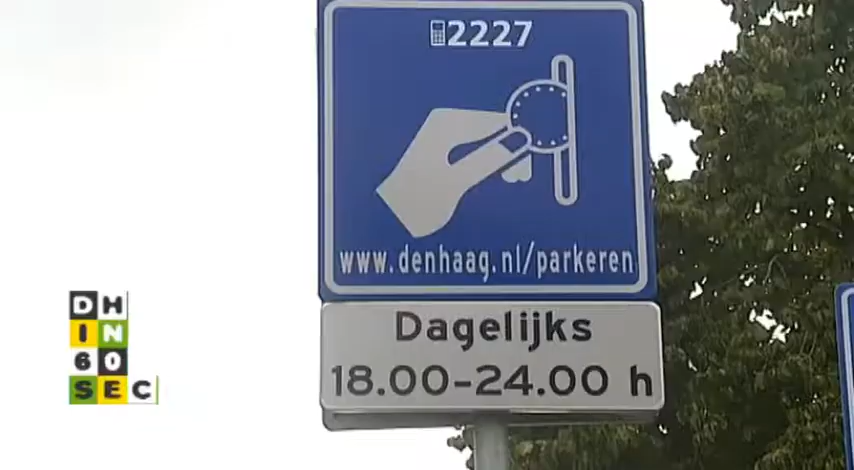 2227
www.denhaag.nl/parkeren
Dagelijks
18.00-24.00 h
DH
IN
60
SEC